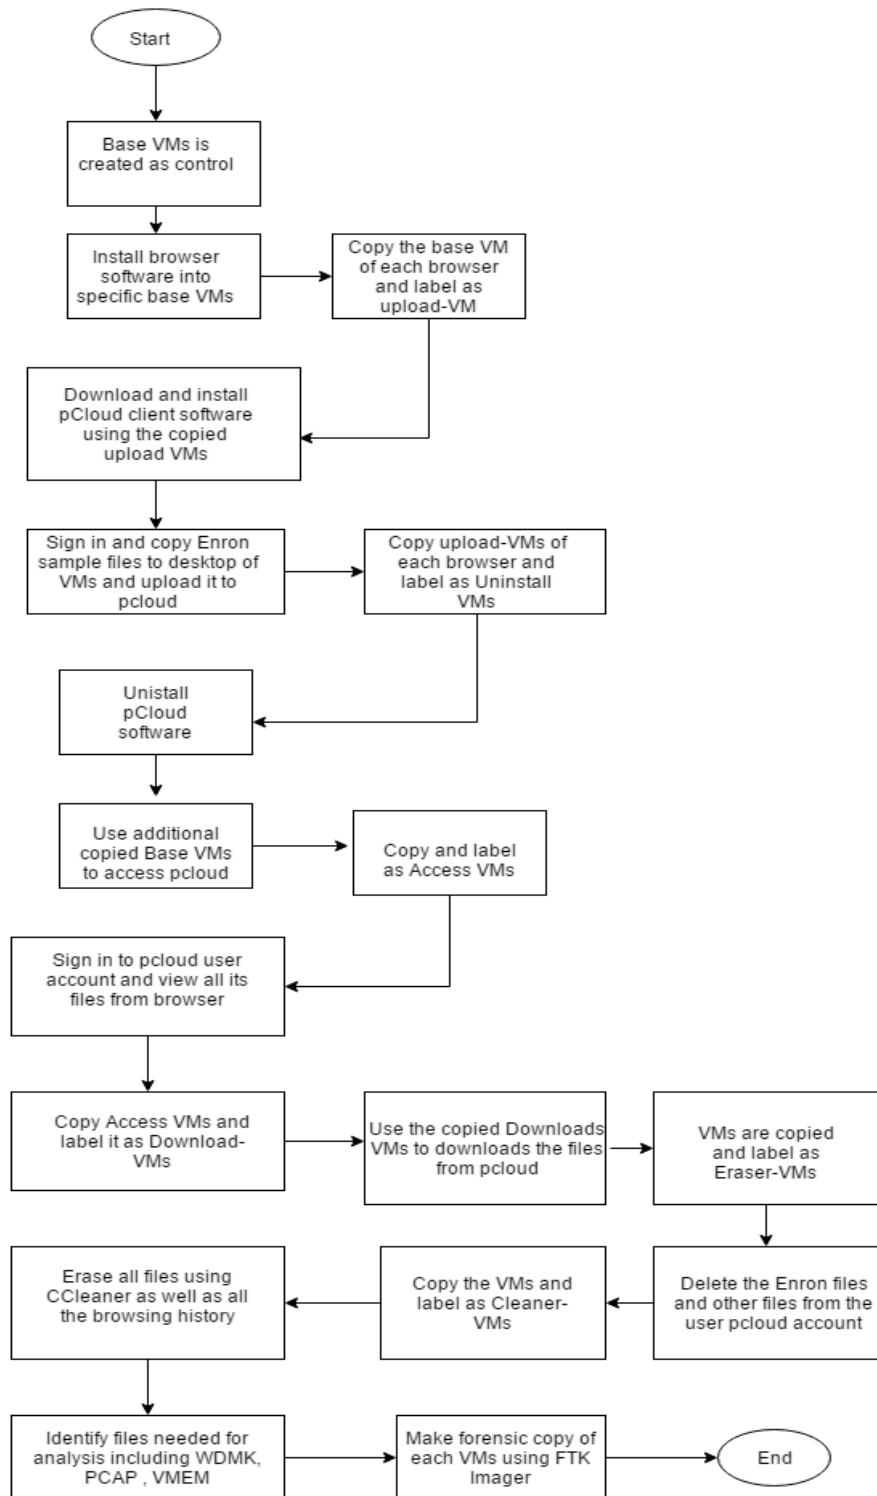 Start
Base VMs is
created as control
Install browser
software into
specific base VMs
Copy the base VM
of each browser
and label as
upload-VM
Download and install
pCloud client software
using the copied
upload VMs
Sign in and copy Enron
sample files to desktop of
VMs and upload it to
pcloud
Copy upload-VMs of
each browser and
label as Uninstall
VMs
Unistall
pCloud
software
Use additional
copied Base VMs
to access pcloud
Copy and label
as Access VMs
Sign in to pcloud user
account and view all its
files from browser
Copy Access VMs and
label it as Download-
VMs
Use the copied Downloads
VMs to downloads the files
from pcloud
VMs are copied
and label as
Eraser-VMs
Delete the Enron files
and other files from the
user pcloud account
Copy the VMs and
label as Cleaner-
VMs
Erase all files using
CCleaner as well as all
the browsing history
Identify files needed for
analysis including WDMK,
PCAP , VMEM
Make forensic copy of
each VMs using FTK
Imager
End